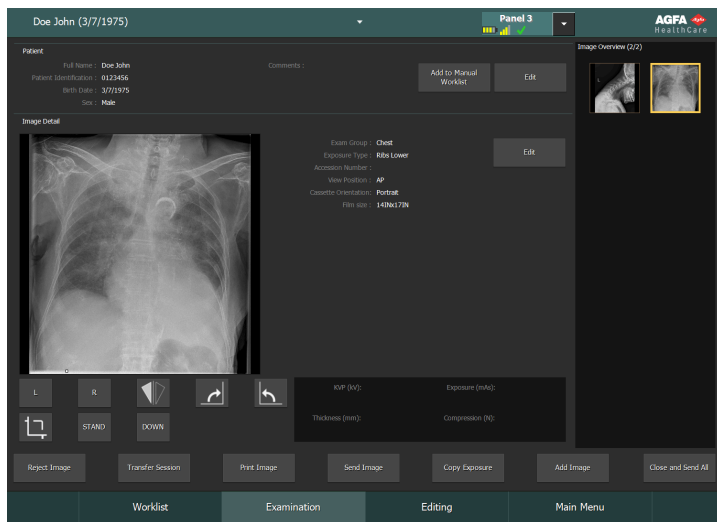 Doe John (3/7/1975)
Panel 3
AGFA
HealthCare
Patient
Full Name : Doe John
Patient Identification : 0123456
Birth Date : 3/7/1975
Sex : Male
Comments :
Add to Manual
Worklist
Edit
Image Overview (2/2)
L
Image Detail
Exam Group : Chest
Exposure Type : Ribs Lower
Accession Number :
View Position : AP
Cassette Orientation: Portrait
Film size : 14INx17IN
Edit
L
R
STAND
DOWN
KVP (kV):
Exposure (mAs):
Thickness (mm):
Compression (N):
Reject Image
Transfer Session
Print Image
Send Image
Copy Exposure
Add Image
Close and Send All
Worklist
Examination
Editing
Main Menu